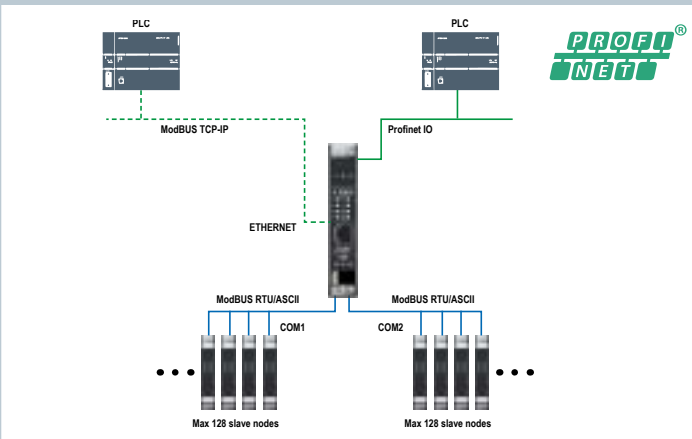 PLC
PLC
PROFI
NET
®
ModBUS TCP-IP
Profinet IO
ETHERNET
ModBUS RTU/ASCII
ModBUS RTU/ASCII
COM1
COM2
Max 128 slave nodes
Max 128 slave nodes